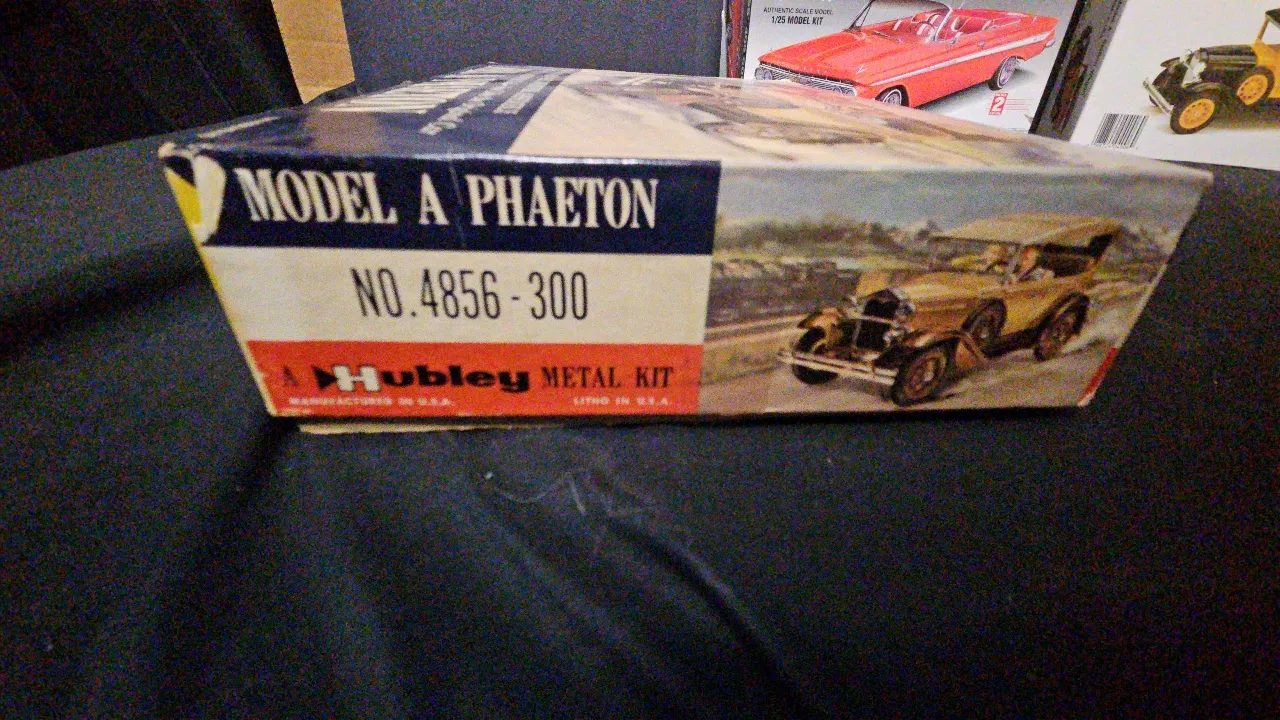 AUTHENTIC SCALE MODEL
1/25 MODEL KIT
MODEL A PHAETON
NO. 4856-300
A Hubley METAL KIT
MANUFACTURED IN U.S.A. LITHO IN U.S.A.